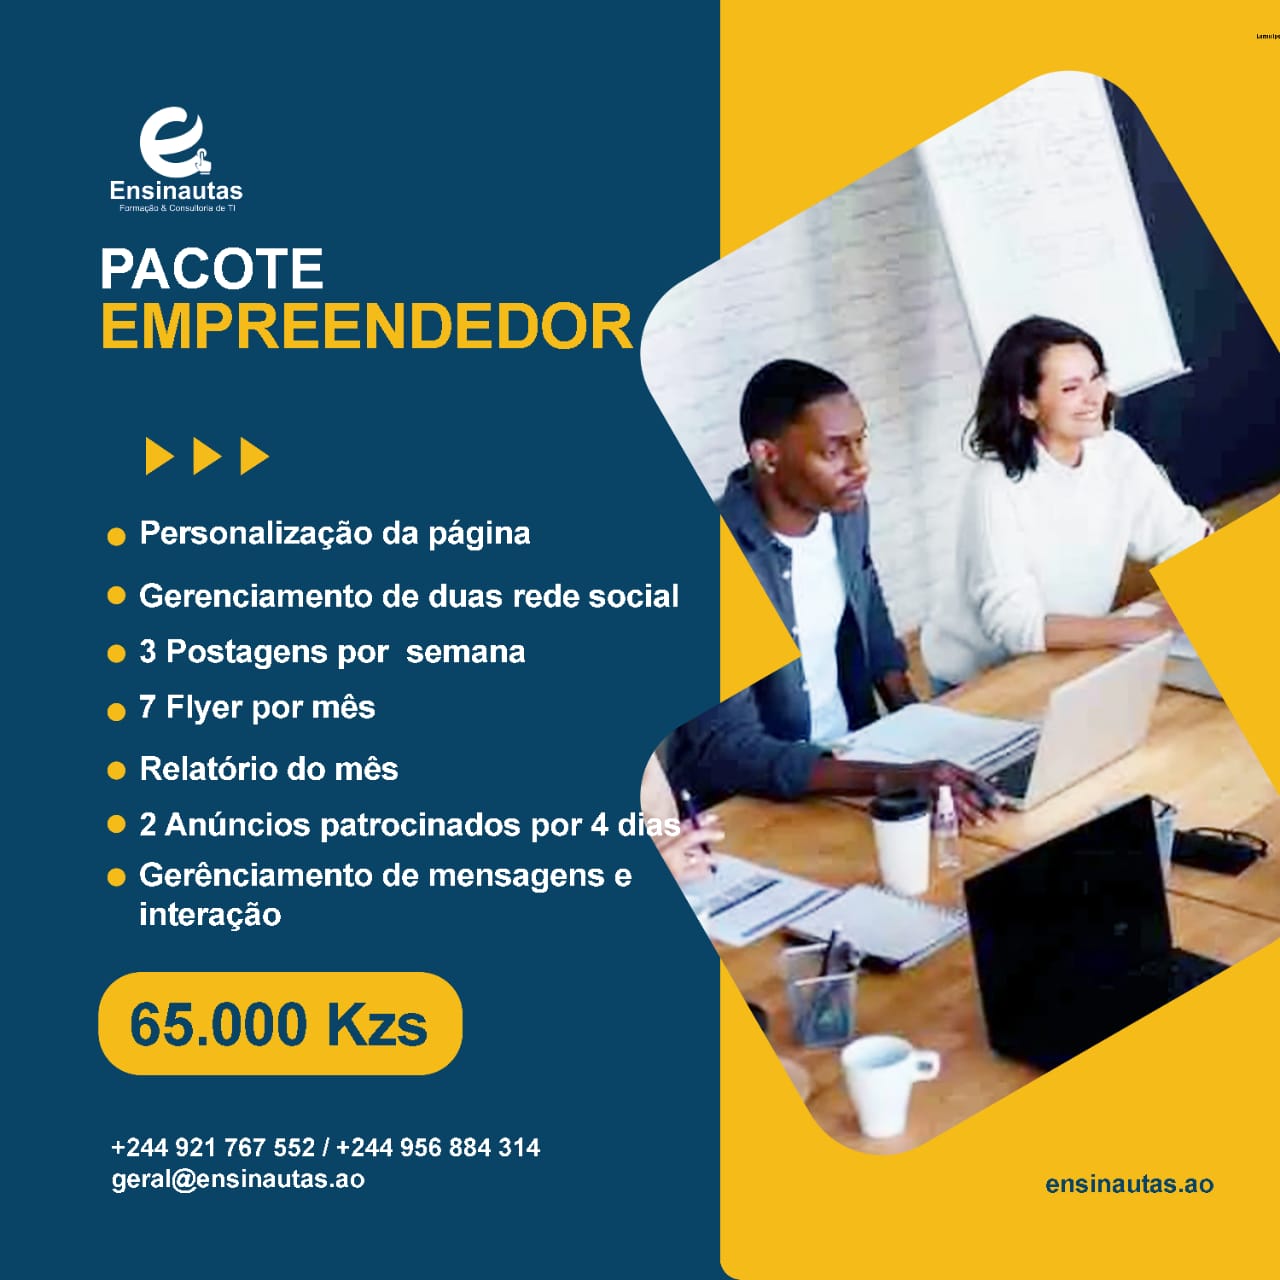 Ensinautas
Formação & Consultoria de TI
PACOTE
EMPREENDEDOR
Personalização da página
Gerenciamento de duas rede social
3 Postagens por semana
7 Flyer por mês
Relatório do mês
2 Anúncios patrocinados por 4 dias
Gerênciamento de mensagens e
interação
65.000 Kzs
+244 921 767 552 / +244 956 884 314
geral@ensinautas.ao
ensinautas.ao